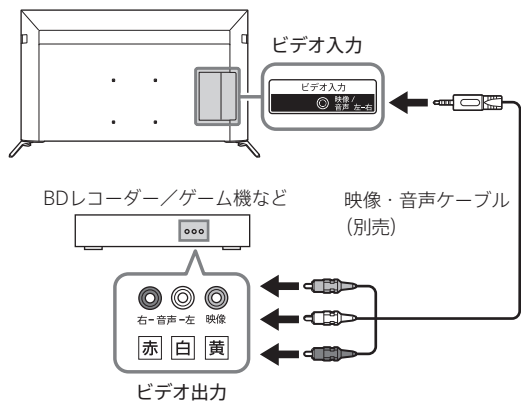 ビデオ入力
ビデオ入力
映像/
音声 左-右
BDレコーダー／ゲーム機など
映像・音声ケーブル
(別売)
右-音声-左 映像
赤 白 黄
ビデオ出力